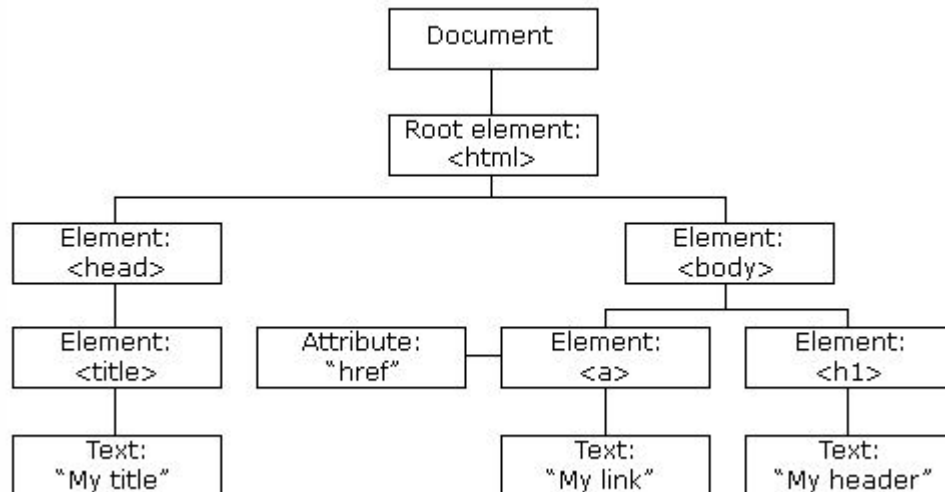 Document
Root element:
<html>
Element:
<head>
Element:
<body>
Element:
<title>
Attribute:
“href”
Element:
<a>
Element:
<h1>
Text:
“My title”
Text:
“My link”
Text:
“My header”